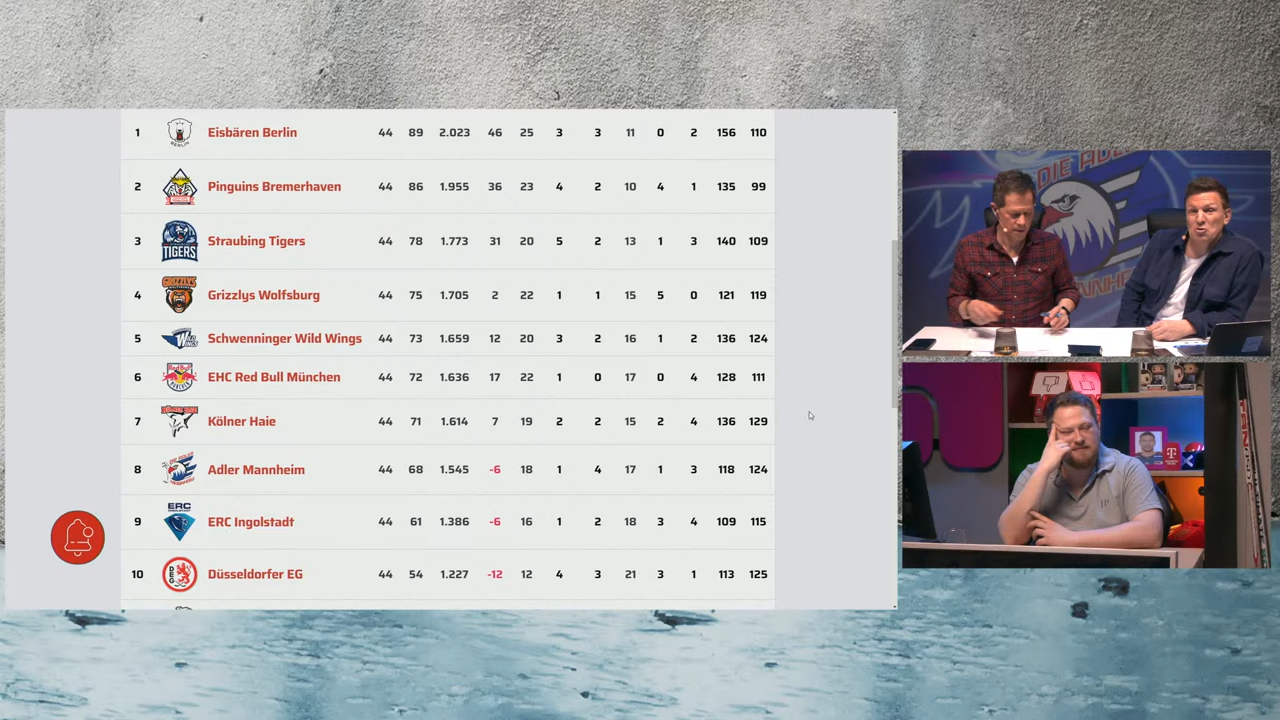 1 Eisbären Berlin 44 89 2.023 46 25 3 3 11 0 2 156 110
2 Pinguins Bremerhaven 44 86 1.955 36 23 4 2 10 4 1 135 99
3 Straubing Tigers 44 78 1.773 31 20 5 2 13 1 3 140 109
4 Grizzlys Wolfsburg 44 75 1.705 2 22 1 1 15 5 0 121 119
5 Schwenninger Wild Wings 44 73 1.659 12 20 3 2 16 1 2 136 124
6 EHC Red Bull München 44 72 1.636 17 22 1 0 17 0 4 128 111
7 Kölner Haie 44 71 1.614 7 19 2 2 15 2 4 136 129
8 Adler Mannheim 44 68 1.545 -6 18 1 4 17 1 3 118 124
9 ERC Ingolstadt 44 61 1.386 -6 16 1 2 18 3 4 109 115
10 Düsseldorfer EG 44 54 1.227 -12 12 4 3 21 3 1 113 125
BERLIN
TIGERS
GRIZZLYS
ERC
DEG
DIE ADLE
T